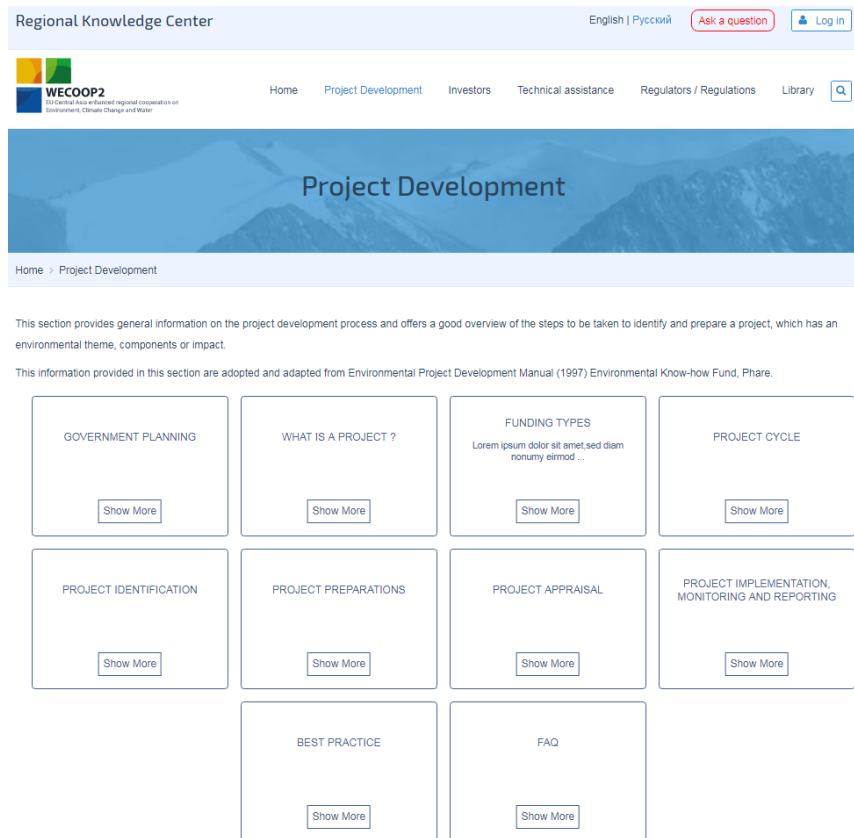 Regional Knowledge Center
English | Русский
Ask a question
Log in
WECOOP2
EU-Central Asia enhanced regional cooperation on
Environment, Climate Change and Water
Home
Project Development
Investors
Technical assistance
Regulators / Regulations
Library
Project Development
Home > Project Development
This section provides general information on the project development process and offers a good overview of the steps to be taken to identify and prepare a project, which has an
environmental theme, components or impact.
This information provided in this section are adopted and adapted from Environmental Project Development Manual (1997) Environmental Know-how Fund, Phare.
GOVERNMENT PLANNING
Show More
WHAT IS A PROJECT ?
Show More
FUNDING TYPES
Lorem ipsum dolor sit amet,sed diam
nonumy eirmod ...
Show More
PROJECT CYCLE
Show More
PROJECT IDENTIFICATION
Show More
PROJECT PREPARATIONS
Show More
PROJECT APPRAISAL
Show More
PROJECT IMPLEMENTATION,
MONITORING AND REPORTING
Show More
BEST PRACTICE
Show More
FAQ
Show More